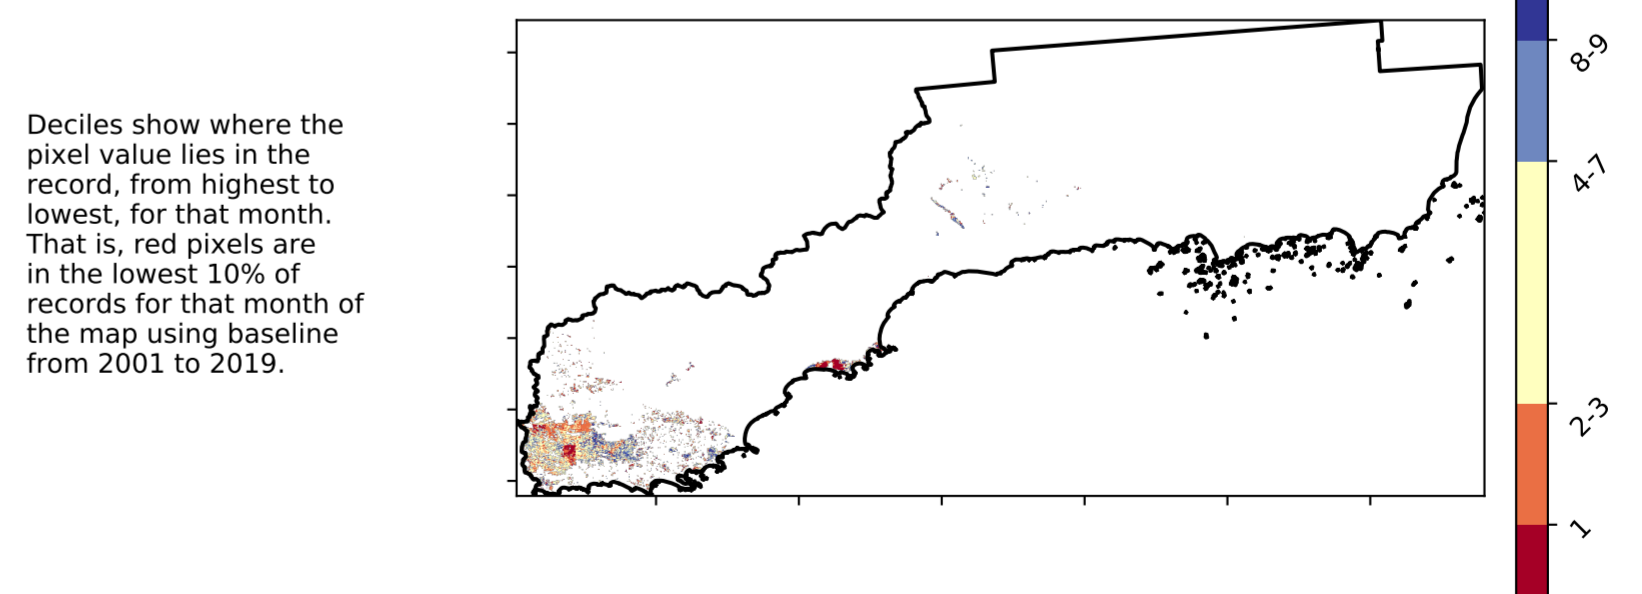 Deciles show where the
pixel value lies in the
record, from highest to
lowest, for that month.
That is, red pixels are
in the lowest 10% of
records for that month of
the map using baseline
from 2001 to 2019.
8-9
4-7
2-3
1